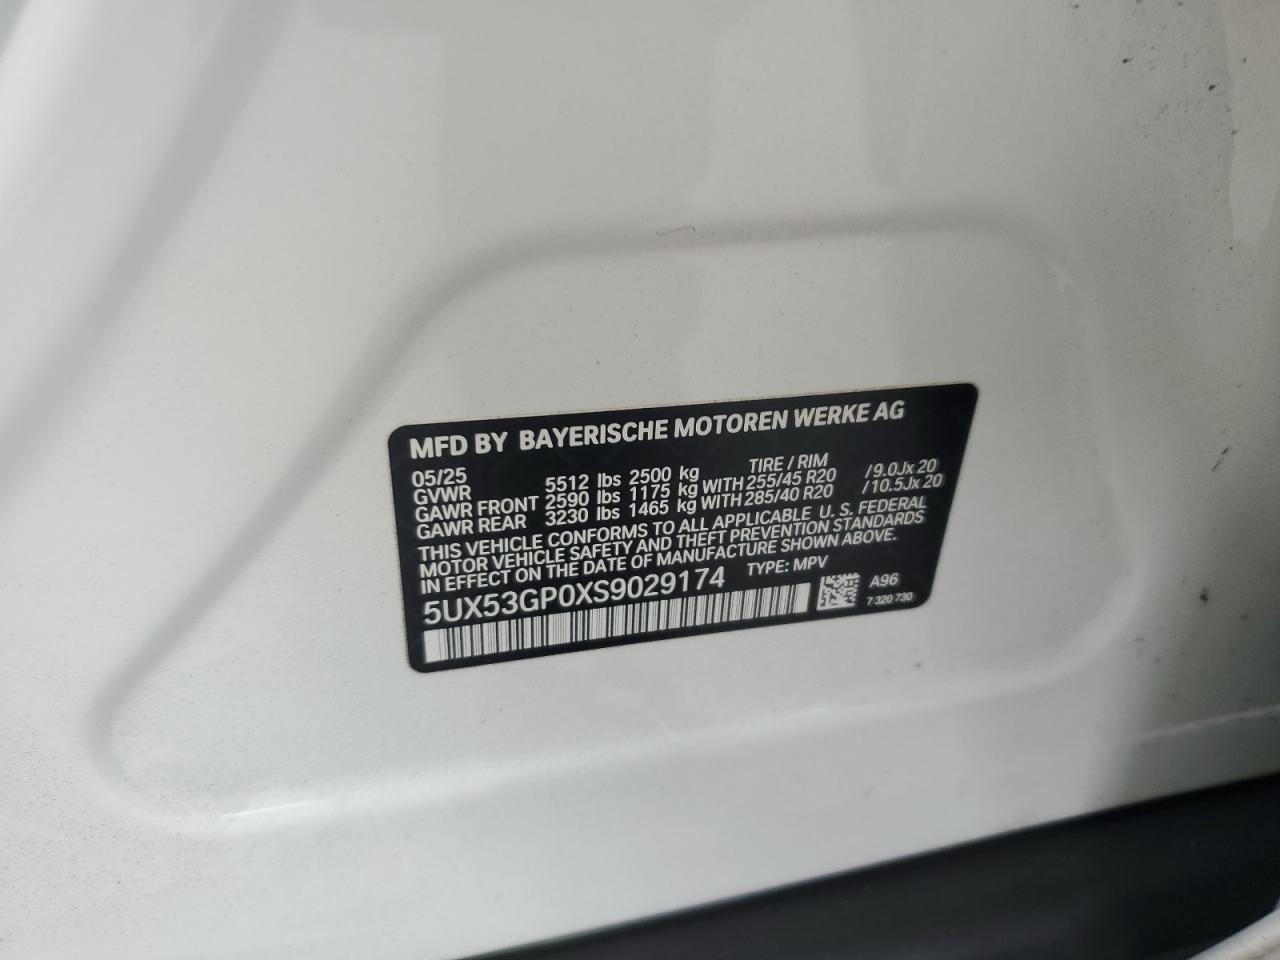 MFD BY BAYERISCHE MOTOREN WERKE AG
05/25 TIRE / RIM
GVWR 5512 lbs 2500 kg
GAWR FRONT 2590 lbs 1175 kg WITH 255/45 R20 /9.0Jx 20
GAWR REAR 3230 lbs 1465 kg WITH 285/40 R20 /10.5Jx 20
THIS VEHICLE CONFORMS TO ALL APPLICABLE U. S. FEDERAL
MOTOR VEHICLE SAFETY AND THEFT PREVENTION STANDARDS
IN EFFECT ON THE DATE OF MANUFACTURE SHOWN ABOVE.
5UX53GP0XS9029174 TYPE: MPV
A96
7 320 730